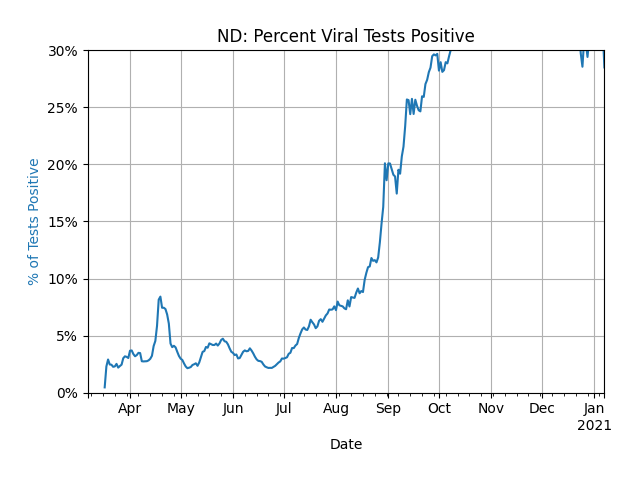 ND: Percent Viral Tests Positive
30%
25%
20%
15%
10%
5%
0%
% of Tests Positive
Apr May Jun Jul Aug Sep Oct Nov Dec Jan
2021
Date